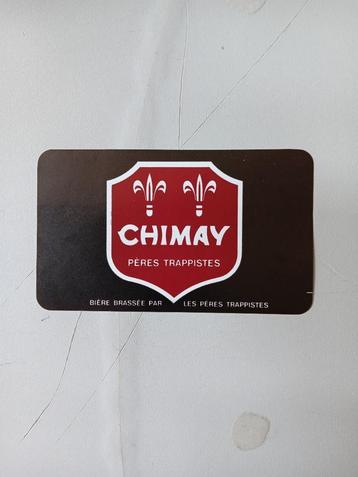 CHIMAY
PÈRES TRAPPISTES
BIÈRE BRASSÉE PAR LES PÈRES TRAPPISTES